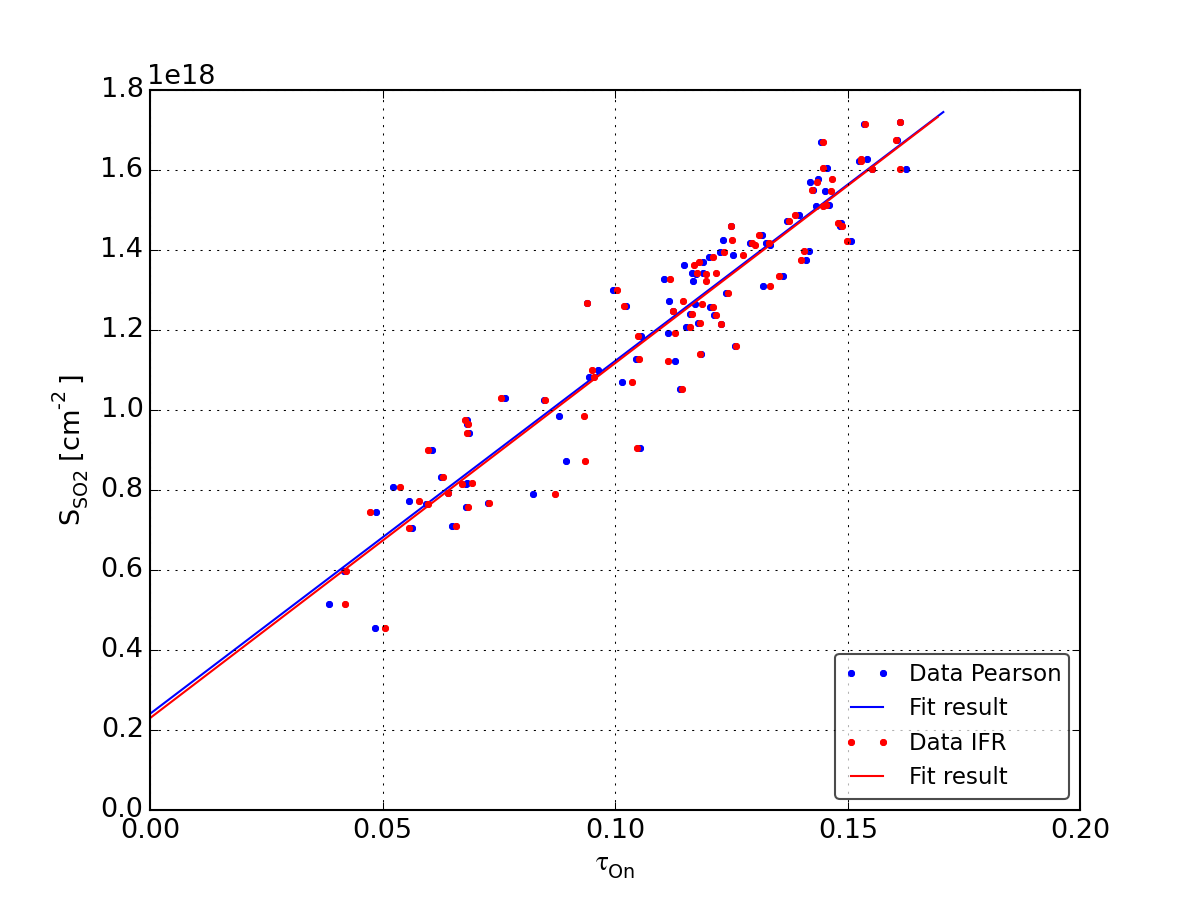 1e18
1.8
1.6
1.4
1.2
1.0
0.8
0.6
0.4
0.2
0.0
S_SO2 [cm^-2 ]
0.00 0.05 0.10 0.15 0.20
τ_On
Data Pearson
Fit result
Data IFR
Fit result